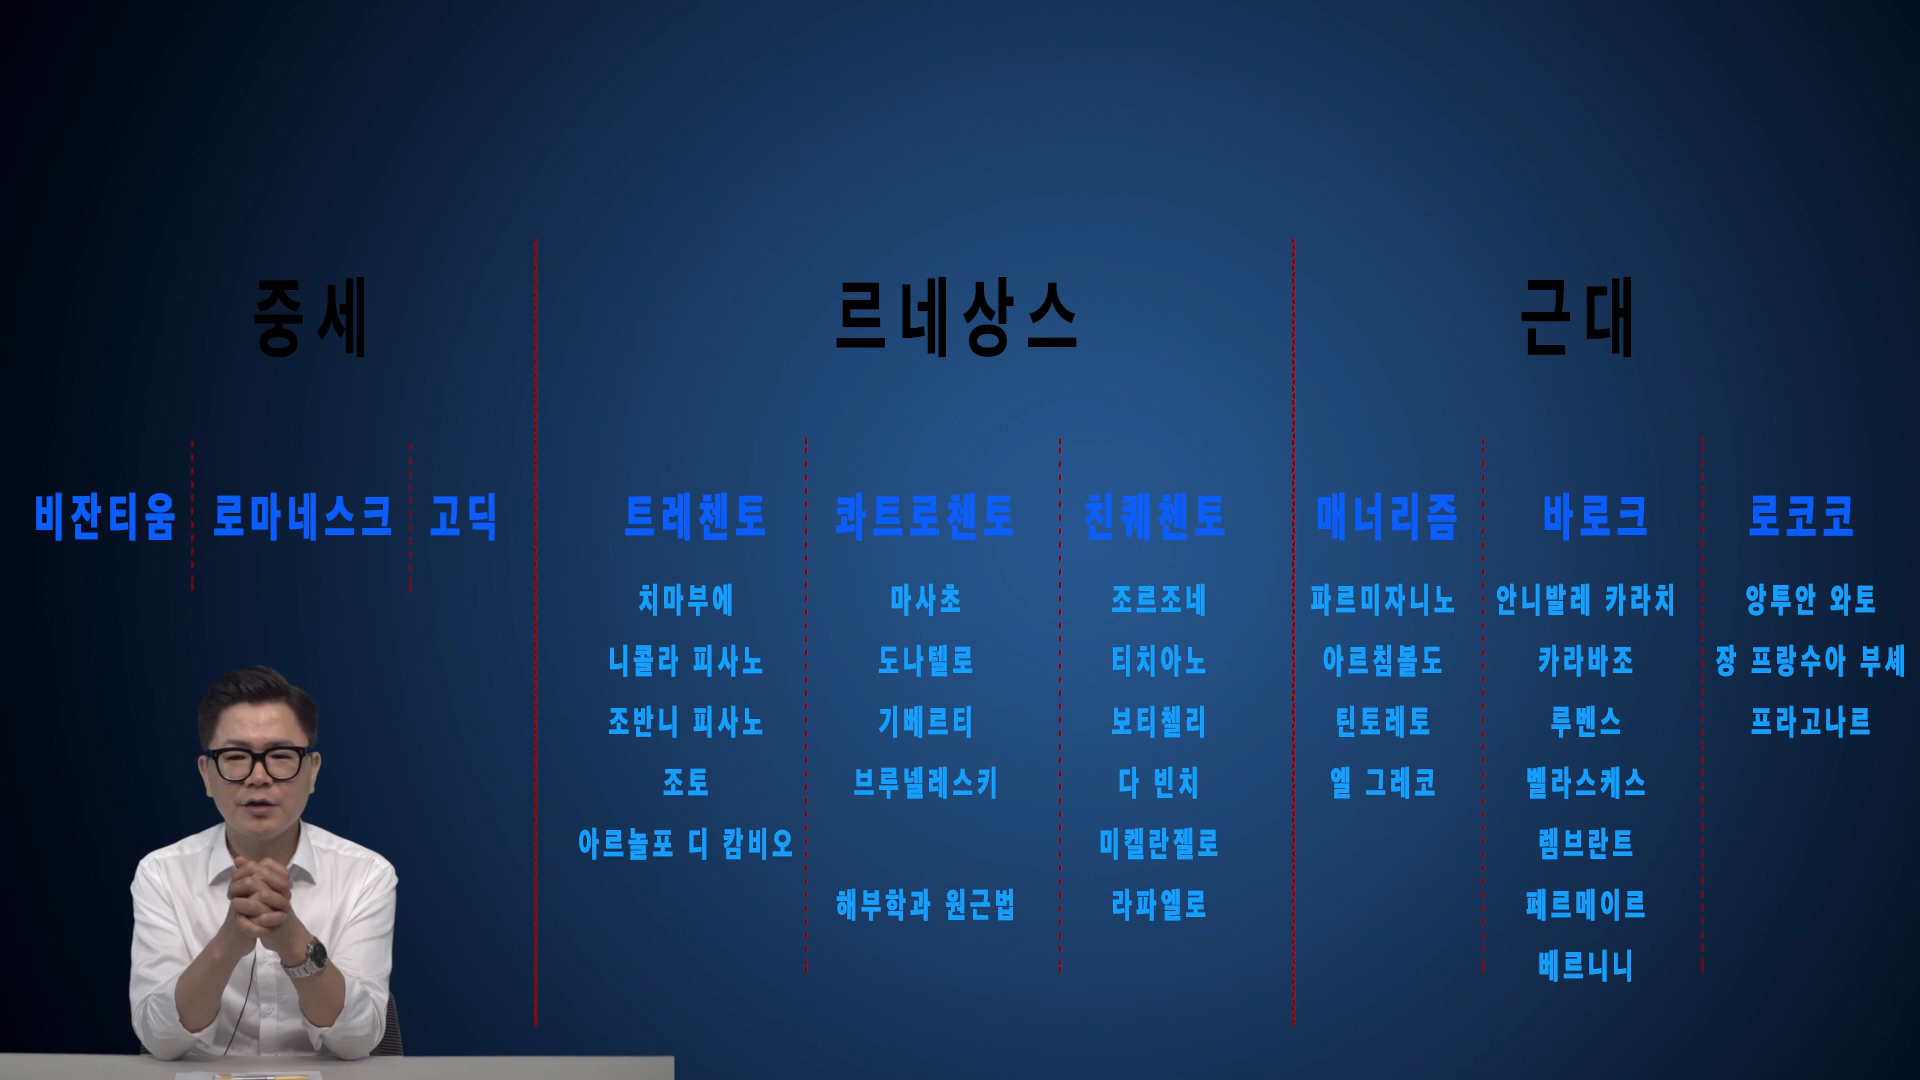 중세
르네상스
근대
비잔티움
로마네스크
고딕
트레첸토
치마부에
니콜라 피사노
조반니 피사노
조토
아르놀포 디 캄비오
콰트로첸토
마사초
도나텔로
기베르티
브루넬레스키
해부학과 원근법
친퀘첸토
조르조네
티치아노
보티첼리
다 빈치
미켈란젤로
라파엘로
매너리즘
파르미자니노
아르침볼도
틴토레토
엘 그레코
바로크
안니발레 카라치
카라바조
루벤스
벨라스케스
렘브란트
페르메이르
베르니니
로코코
앙투안 와토
장 프랑수아 부셰
프라고나르